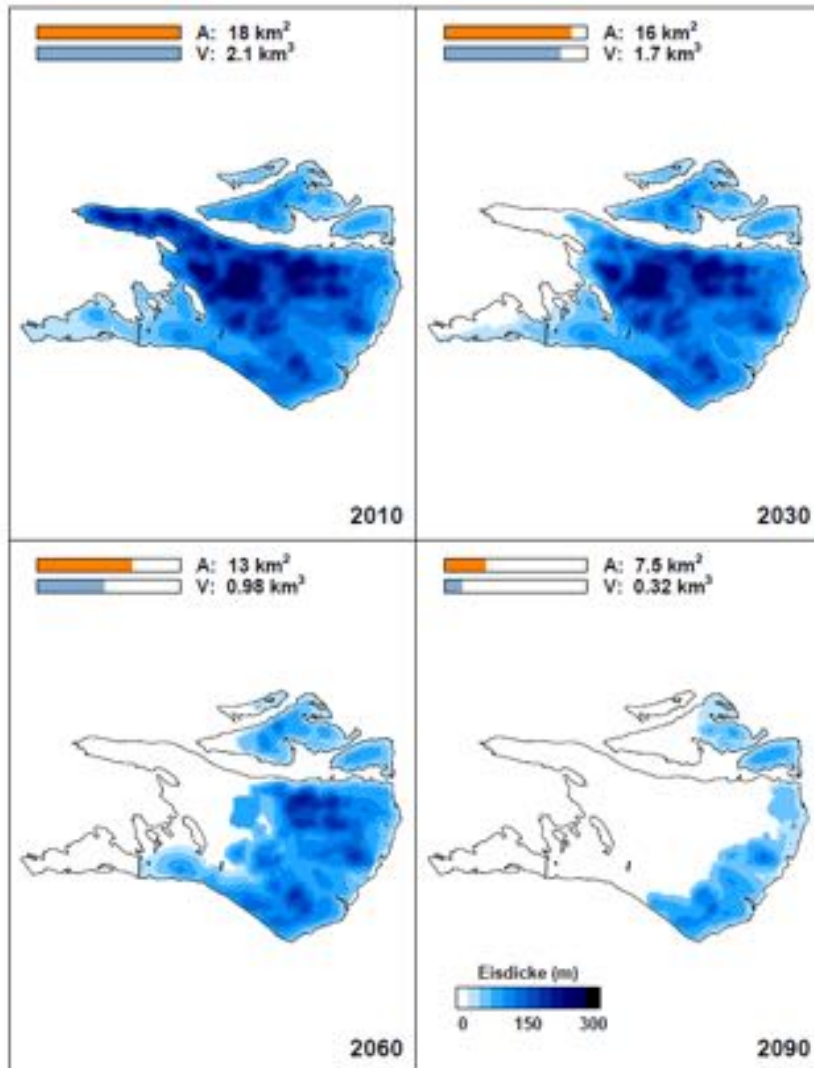 A: 18 km²
V: 2.1 km³
2010
A: 16 km²
V: 1.7 km³
2030
A: 13 km²
V: 0.98 km³
2060
A: 7.5 km²
V: 0.32 km³
Eisdicke (m)
0 150 300
2090